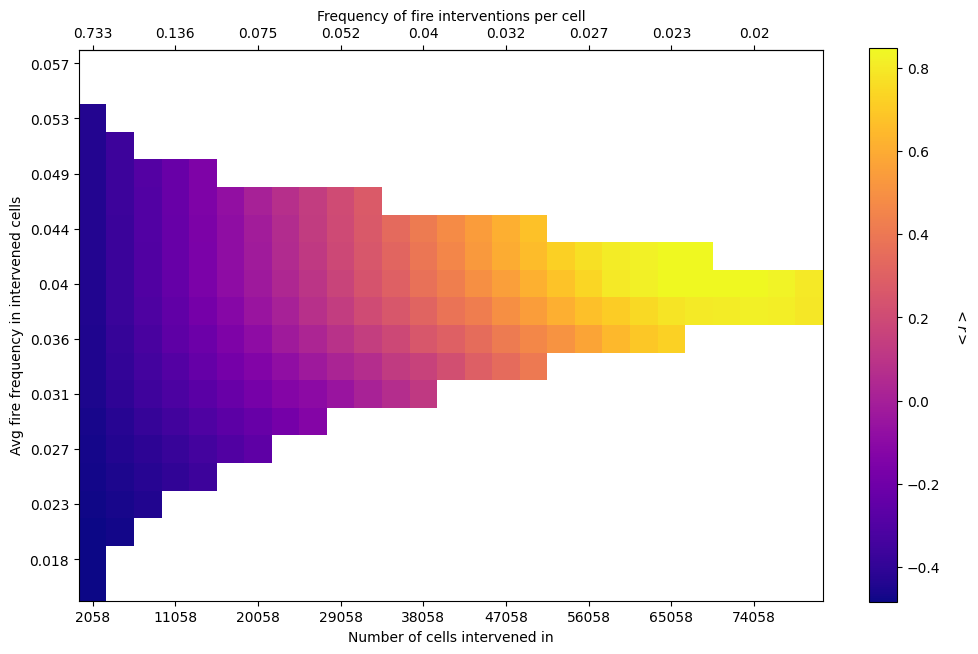 Frequency of fire interventions per cell
0.733 0.136 0.075 0.052 0.04 0.032 0.027 0.023 0.02
Avg fire frequency in intervened cells
0.057
0.053
0.049
0.044
0.04
0.036
0.031
0.027
0.023
0.018
2058 11058 20058 29058 38058 47058 56058 65058 74058
Number of cells intervened in
0.8
0.6
0.4
0.2
0.0
−0.2
−0.4
< r >